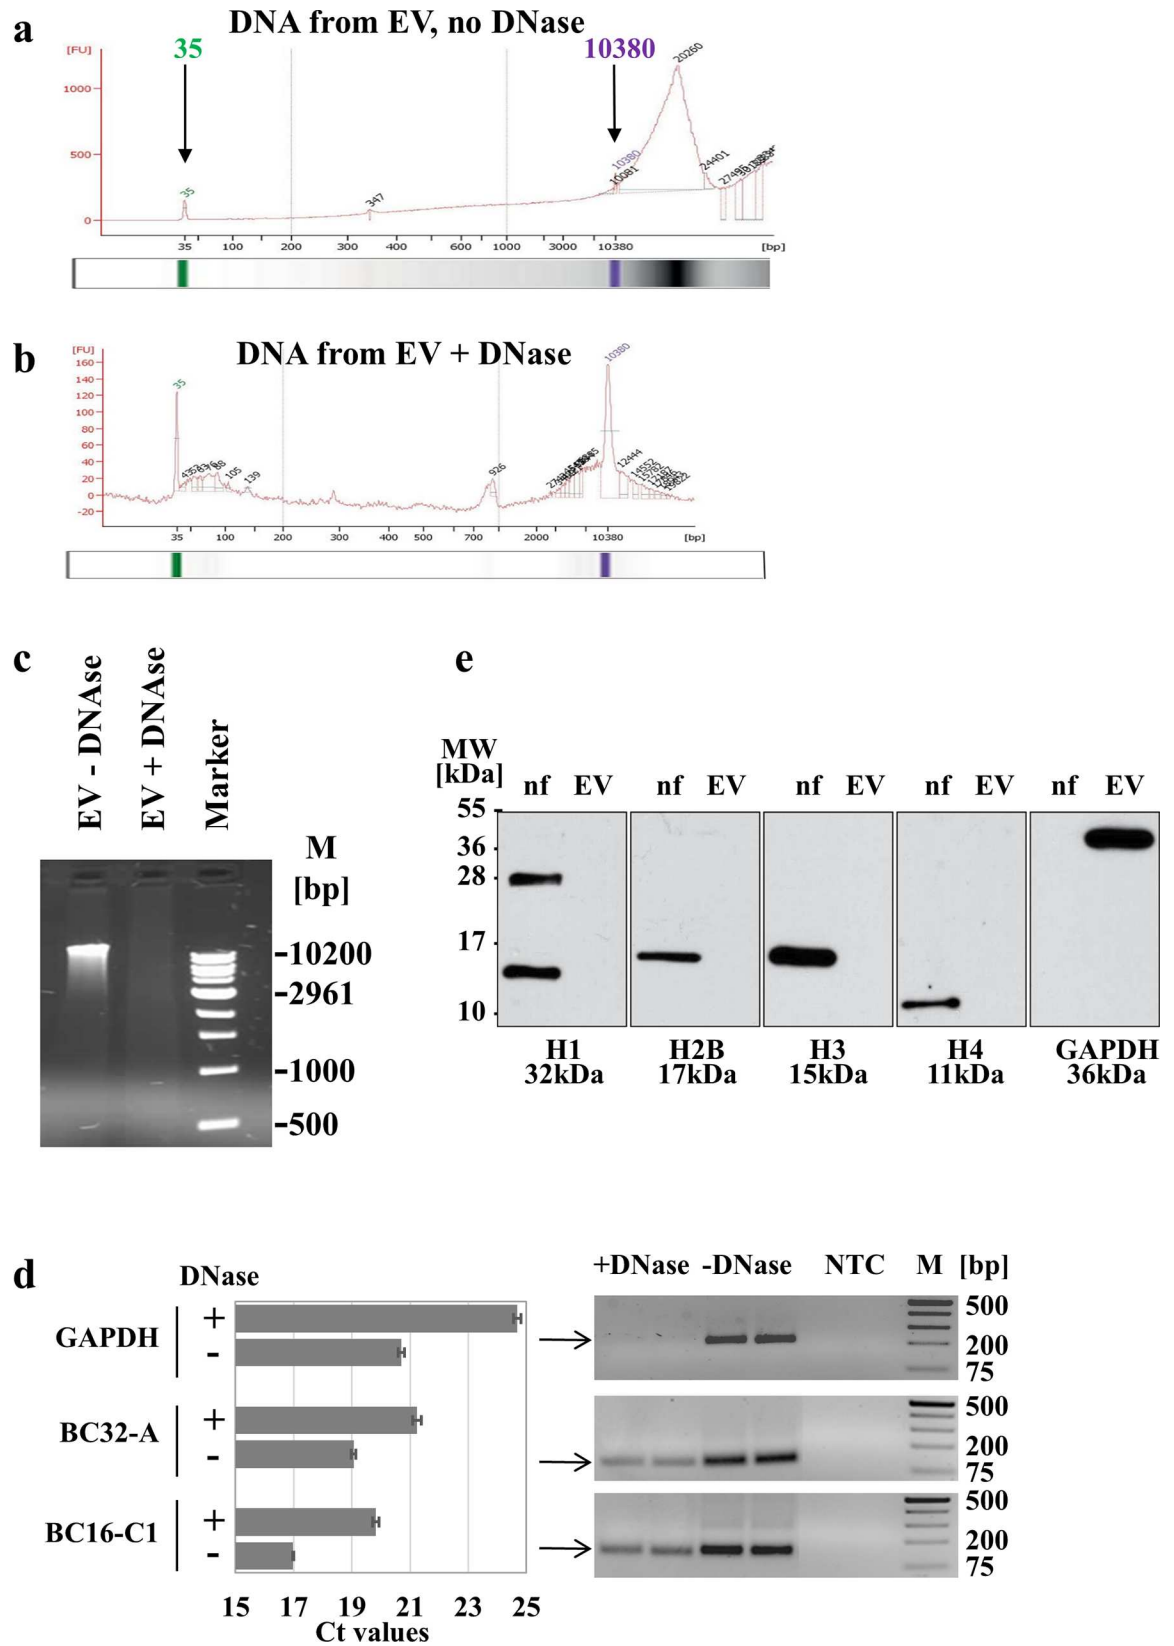 a
DNA from EV, no DNase
[FU]
35
10380
20260
1000
500
0
35
347
10081
10380
24401
35 100 200 300 400 600 1000 3000 10380 [bp]
b
DNA from EV + DNase
[FU]
160
140
120
100
80
60
40
20
0
-20
35
105
139
926
10380
12444
14552
35 100 200 300 400 500 700 2000 10380 [bp]
c
EV - DNAse
EV + DNAse
Marker
M
[bp]
-10200
-2961
-1000
-500
e
MW
[kDa]
nf EV nf EV nf EV nf EV nf EV
55
36
28
17
10
H1 H2B H3 H4 GAPDH
32kDa 17kDa 15kDa 11kDa 36kDa
d
DNase
GAPDH
+
-
BC32-A
+
-
BC16-C1
+
-
15 17 19 21 23 25
Ct values
+DNase -DNase NTC M [bp]
500
200
75
500
200
75
500
200
75